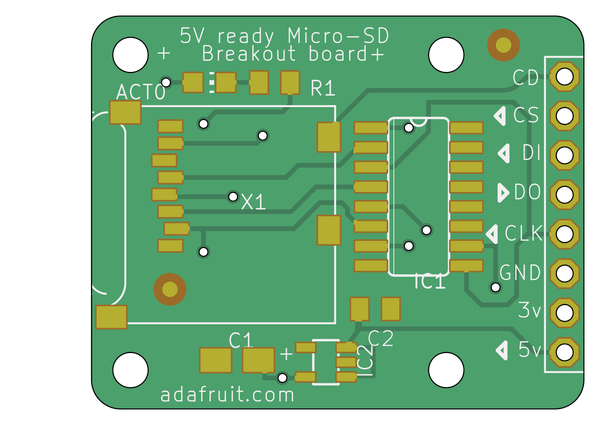 5V ready Micro-SD
Breakout board+
+
ACT0
R1
CD
CS
DI
X1
DO
CLK
GND
IC1
3v
C1
C2
+
IC2
5v
adafruit.com